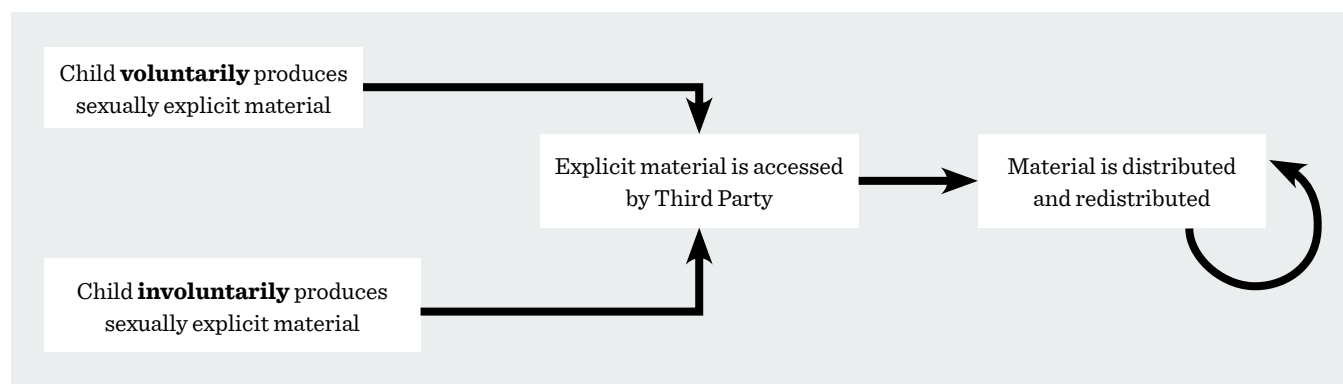 Child voluntarily produces
sexually explicit material
Explicit material is accessed
by Third Party
Material is distributed
and redistributed
Child involuntarily produces
sexually explicit material